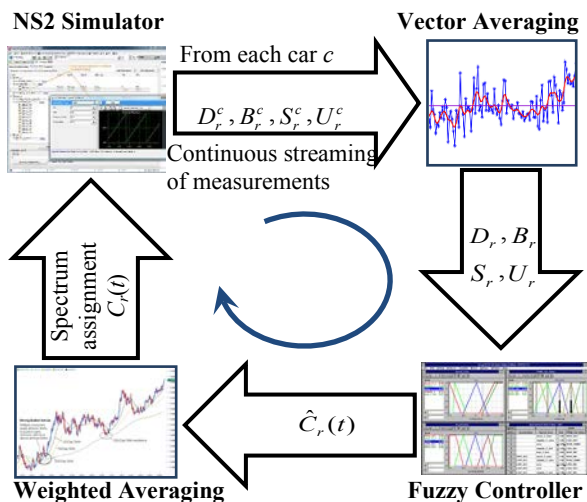 NS2 Simulator
Vector Averaging
From each car c
D_r^c , B_r^c , S_r^c , U_r^c
Continuous streaming
of measurements
D_r , B_r
S_r , U_r
Spectrum
assignment
C_r(t)
Ĉ_r(t)
Weighted Averaging
Fuzzy Controller